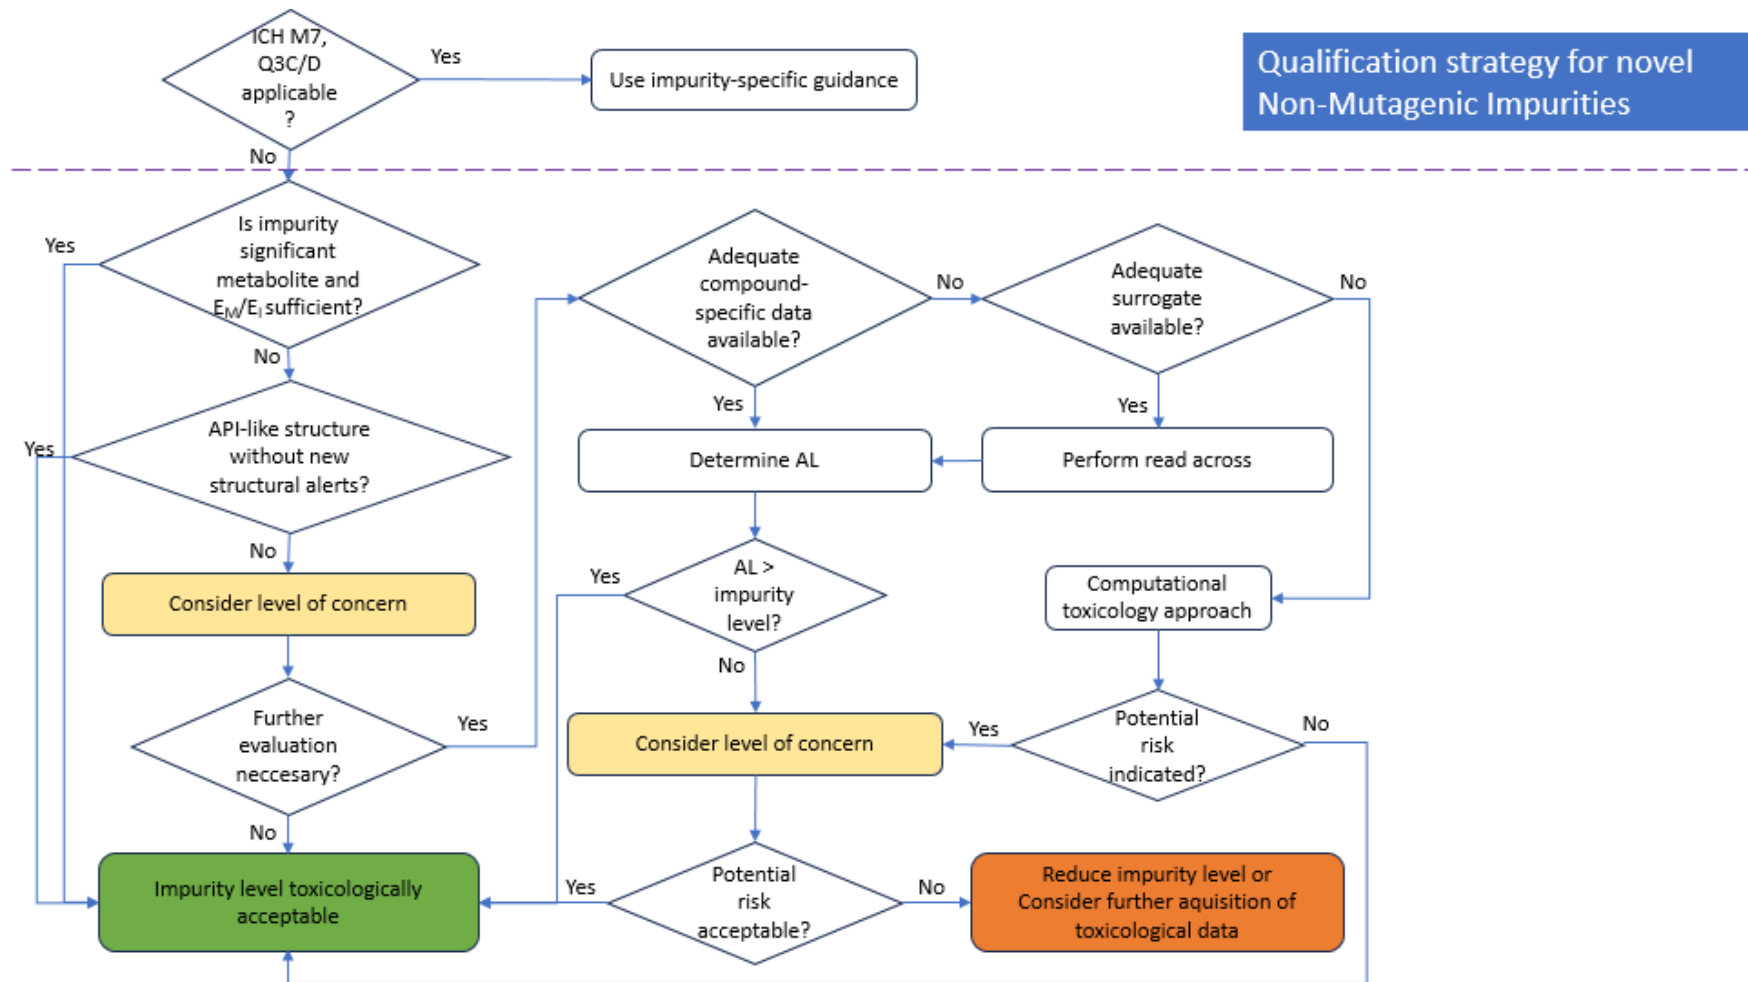 ICH M7,
Q3C/D
applicable
?
Yes
Use impurity-specific guidance
Qualification strategy for novel
Non-Mutagenic Impurities
No
Is impurity
significant
metabolite and
EM/EI sufficient?
Yes
No
API-like structure
without new
structural alerts?
Yes
No
Consider level of concern
Further
evaluation
neccesary?
Yes
No
Impurity level toxicologically
acceptable
Adequate
compound-
specific data
available?
No
Yes
Adequate
surrogate
available?
No
Yes
Determine AL
Perform read across
AL >
impurity
level?
Yes
No
Computational
toxicology approach
Consider level of concern
Yes
Potential
risk
indicated?
No
Potential
risk
acceptable?
Yes
No
Reduce impurity level or
Consider further aquisition of
toxicological data